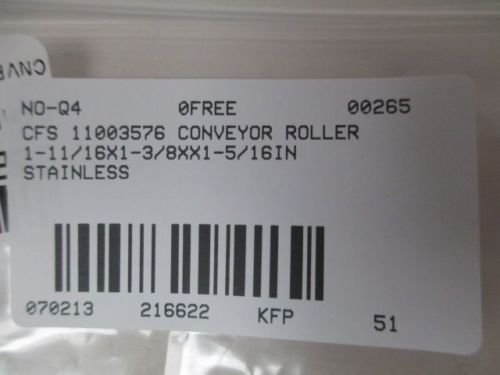 NO-Q4 0FREE 00265
CFS 11003576 CONVEYOR ROLLER
1-11/16X1-3/8XX1-5/16IN
STAINLESS
070213 216622 KFP 51